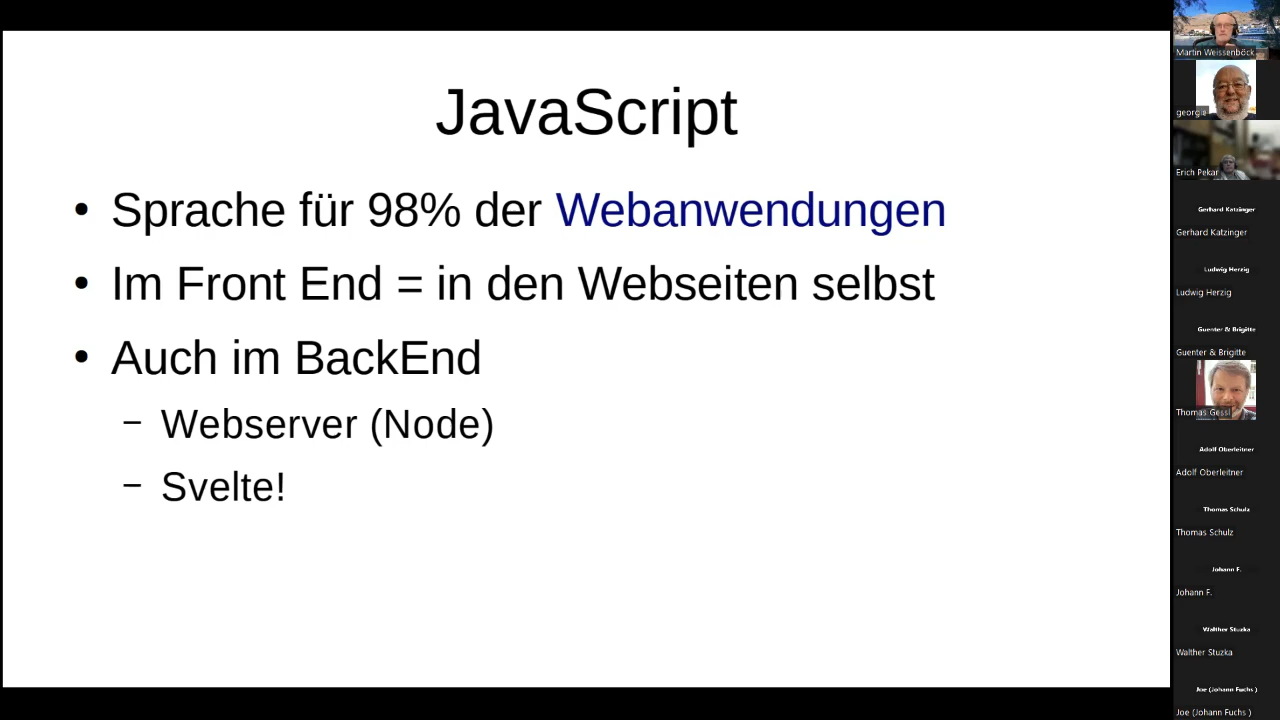 JavaScript
• Sprache für 98% der Webanwendungen
• Im Front End = in den Webseiten selbst
• Auch im BackEnd
– Webserver (Node)
– Svelte!
Martin Weissenböck
georgie
Erich Pekar
Gerhard Katzinger
Gerhard Katzinger
Ludwig Herzig
Ludwig Herzig
Guenter & Brigitte
Guenter & Brigitte
Thomas Gessl
Adolf Oberleitner
Adolf Oberleitner
Thomas Schulz
Thomas Schulz
Johann F.
Johann F.
Walther Stuzka
Walther Stuzka
Joe (Johann Fuchs )
Joe (Johann Fuchs )